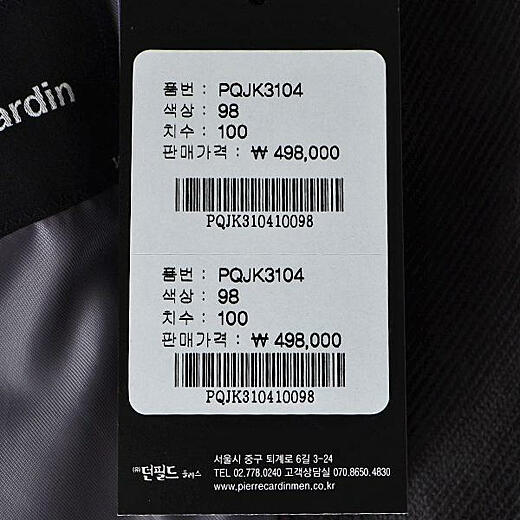 ardin
품번 : PQJK3104
색상 : 98
치수 : 100
판매가격 : ₩ 498,000
PQJK310410098
품번 : PQJK3104
색상 : 98
치수 : 100
판매가격 : ₩ 498,000
PQJK310410098
㈜던필드 플러스
서울시 중구 퇴계로 6길 3-24
TEL 02.778.0240 고객상담실 070.8650.4830
www.pierrecardinmen.co.kr